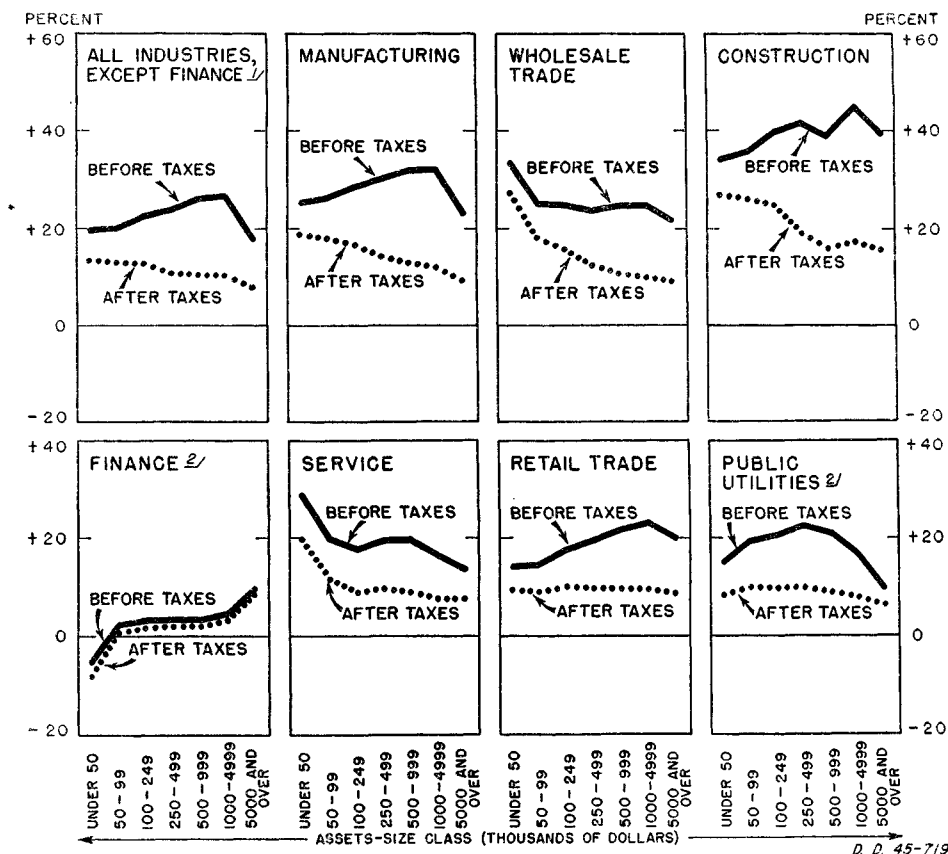 PERCENT
PERCENT
+60
+40
+20
0
-20
ALL INDUSTRIES,
EXCEPT FINANCE 1/
BEFORE TAXES
AFTER TAXES
MANUFACTURING
BEFORE TAXES
AFTER TAXES
WHOLESALE
TRADE
BEFORE TAXES
AFTER TAXES
CONSTRUCTION
BEFORE TAXES
AFTER TAXES
+60
+40
+20
0
-20
+40
+20
0
-20
FINANCE 2/
BEFORE TAXES
AFTER TAXES
SERVICE
BEFORE TAXES
AFTER TAXES
RETAIL TRADE
BEFORE TAXES
AFTER TAXES
PUBLIC
UTILITIES 2/
BEFORE TAXES
AFTER TAXES
+40
+20
0
-20
UNDER 50
50-99
100-249
250-499
500-999
1000-4999
5000 AND
OVER
UNDER 50
50-99
100-249
250-499
500-999
1000-4999
5000 AND
OVER
UNDER 50
50-99
100-249
250-499
500-999
1000-4999
5000 AND
OVER
UNDER 50
50-99
100-249
250-499
500-999
1000-4999
5000 AND
OVER
ASSETS-SIZE CLASS (THOUSANDS OF DOLLARS)
D. D. 45-719